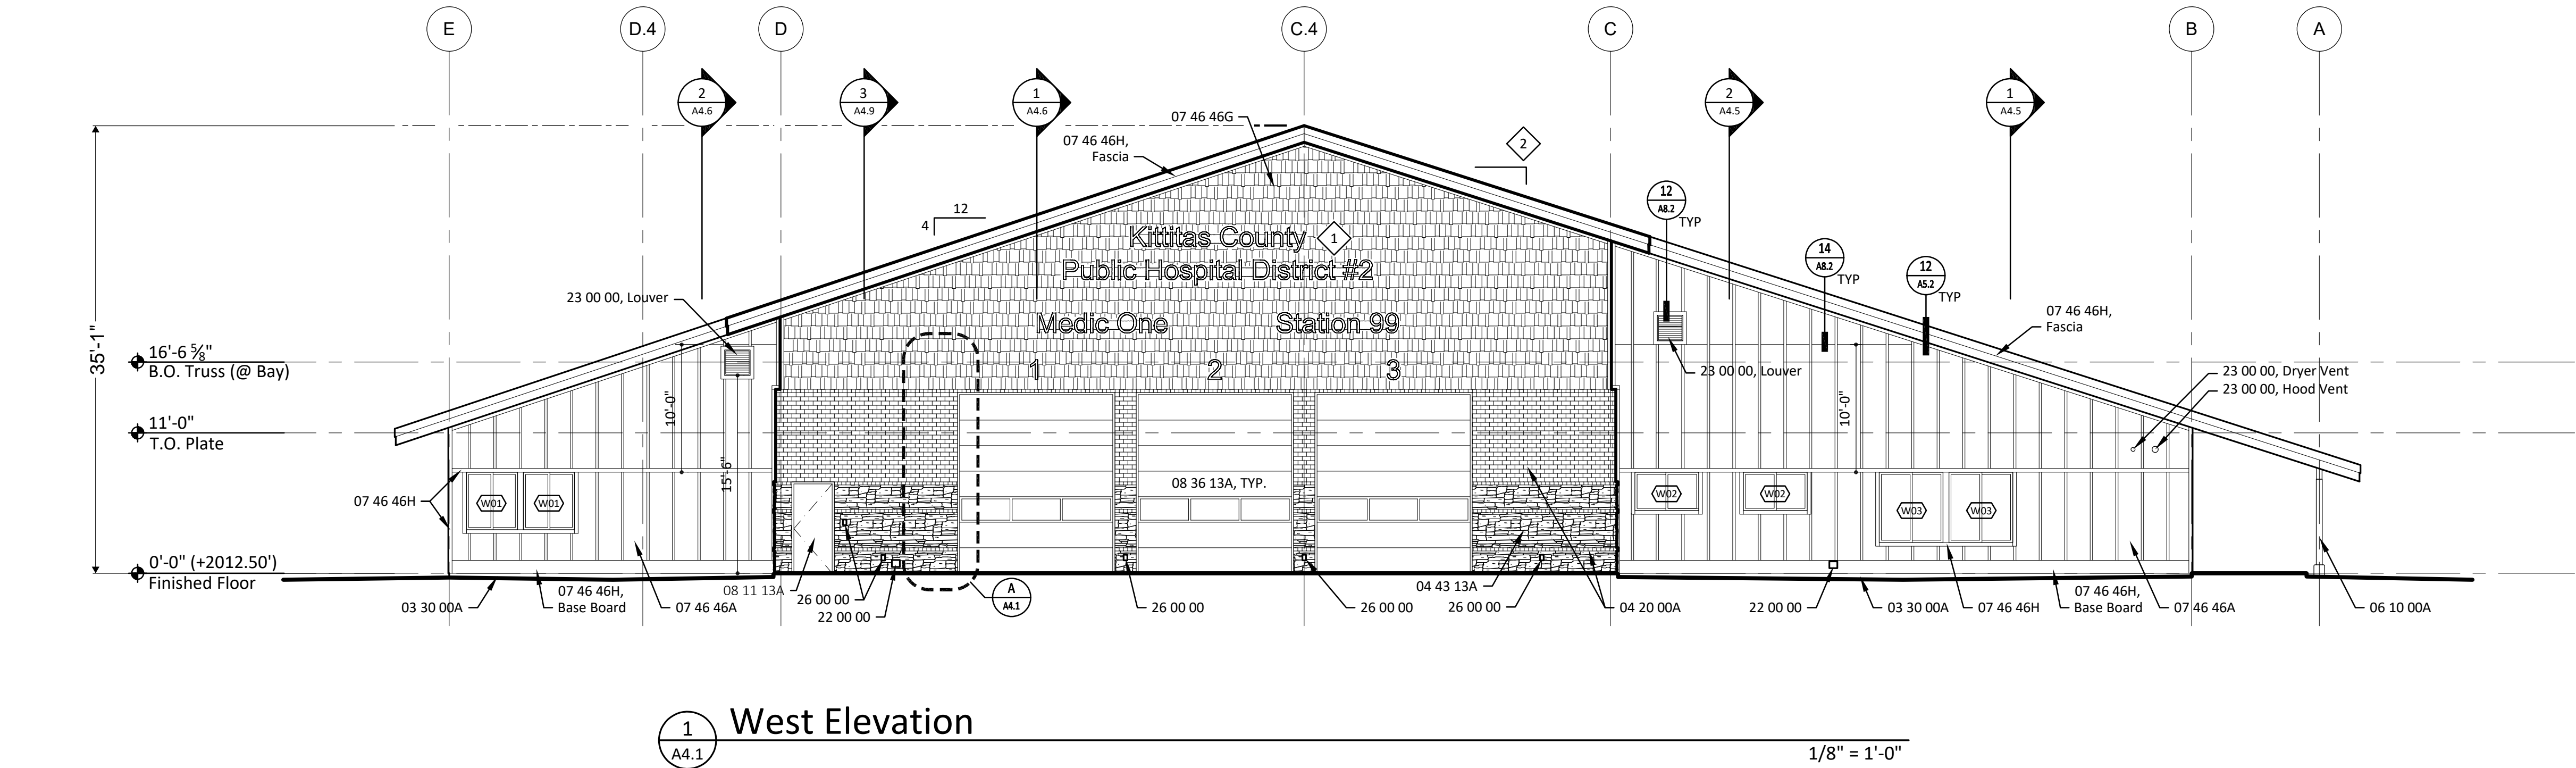 E
D.4
D
C.4
C
B
A
2
A4.6
3
A4.9
1
A4.6
2
A4.5
1
A4.5
07 46 46G
07 46 46H,
Fascia
2
12
A8.2
TYP
12
4
Kittitas County
1
Public Hospital District #2
14
A8.2
TYP
12
A5.2
TYP
23 00 00, Louver
Medic One
Station 99
07 46 46H,
Fascia
35'-1"
16'-6 5/8"
B.O. Truss (@ Bay)
1
2
3
23 00 00, Louver
23 00 00, Dryer Vent
23 00 00, Hood Vent
10'-0"
10'-0"
11'-0"
T.O. Plate
15'-6"
08 36 13A, TYP.
07 46 46H
W01
W01
W02
W02
W03
W03
0'-0" (+2012.50')
Finished Floor
03 30 00A
07 46 46H,
Base Board
07 46 46A
08 11 13A
26 00 00
22 00 00
A
A4.1
26 00 00
26 00 00
04 43 13A
26 00 00
04 20 00A
22 00 00
03 30 00A
07 46 46H
07 46 46H,
Base Board
07 46 46A
06 10 00A
1
A4.1
West Elevation
1/8" = 1'-0"